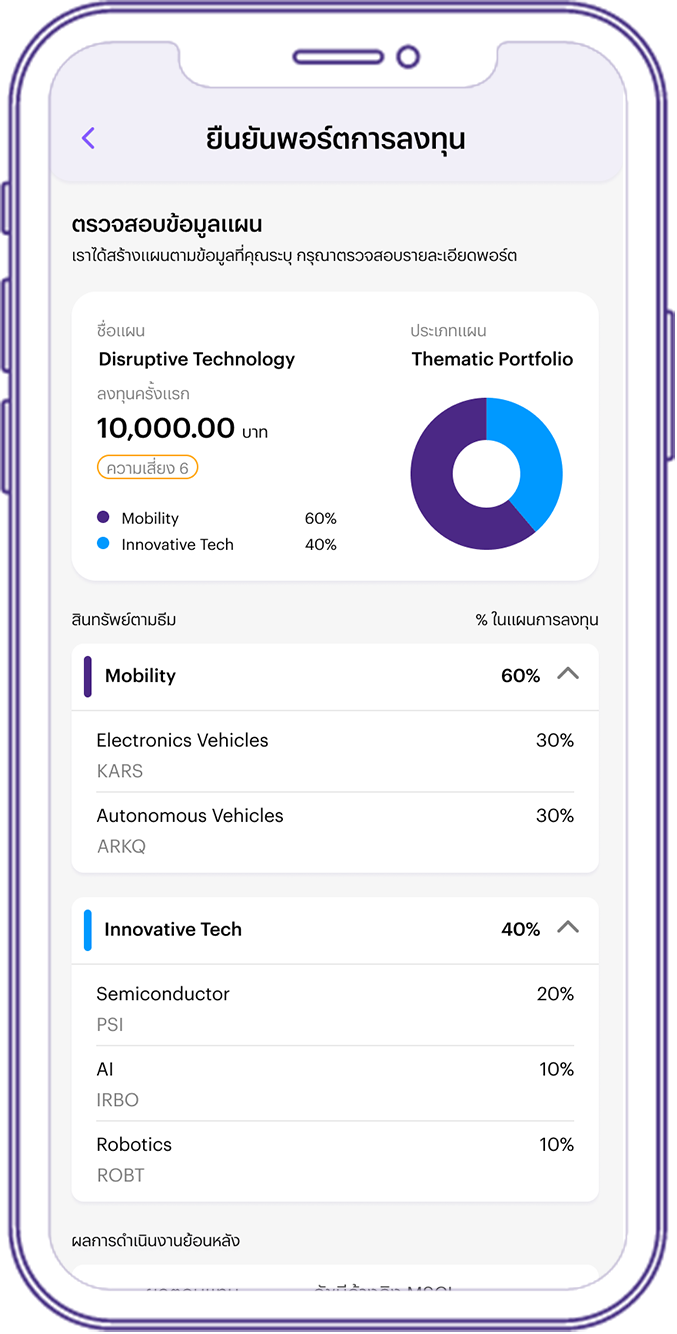 ยืนยันพอร์ตการลงทุน
ตรวจสอบข้อมูลแผน
เราได้สร้างแผนตามข้อมูลที่คุณระบุ กรุณาตรวจสอบรายละเอียดพอร์ต
ชื่อแผน ประเภทแผน
Disruptive Technology Thematic Portfolio
ลงทุนครั้งแรก
10,000.00 บาท
ความเสี่ยง 6
Mobility 60%
Innovative Tech 40%
สินทรัพย์ตามธีม % ในแผนการลงทุน
Mobility 60%
Electronics Vehicles 30%
KARS
Autonomous Vehicles 30%
ARKQ
Innovative Tech 40%
Semiconductor 20%
PSI
AI 10%
IRBO
Robotics 10%
ROBT
ผลการดำเนินงานย้อนหลัง